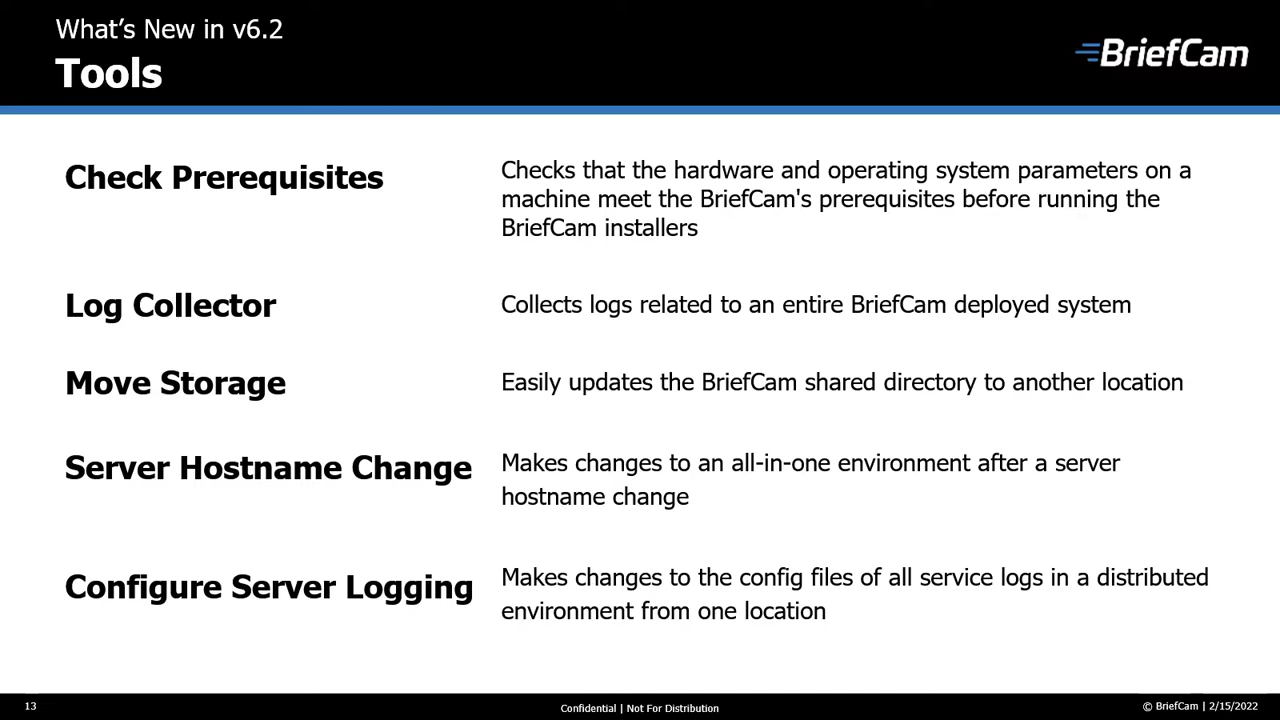 What’s New in v6.2
Tools
BriefCam
Check Prerequisites
Checks that the hardware and operating system parameters on a
machine meet the BriefCam's prerequisites before running the
BriefCam installers
Log Collector
Collects logs related to an entire BriefCam deployed system
Move Storage
Easily updates the BriefCam shared directory to another location
Server Hostname Change
Makes changes to an all-in-one environment after a server
hostname change
Configure Server Logging
Makes changes to the config files of all service logs in a distributed
environment from one location
13
Confidential | Not For Distribution
© BriefCam | 2/15/2022